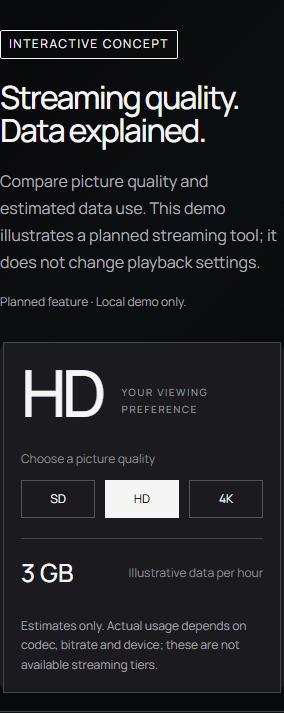 INTERACTIVE CONCEPT
Streaming quality.
Data explained.
Compare picture quality and
estimated data use. This demo
illustrates a planned streaming tool; it
does not change playback settings.
Planned feature · Local demo only.
HD
YOUR VIEWING
PREFERENCE
Choose a picture quality
SD
HD
4K
3 GB
Illustrative data per hour
Estimates only. Actual usage depends on
codec, bitrate and device; these are not
available streaming tiers.